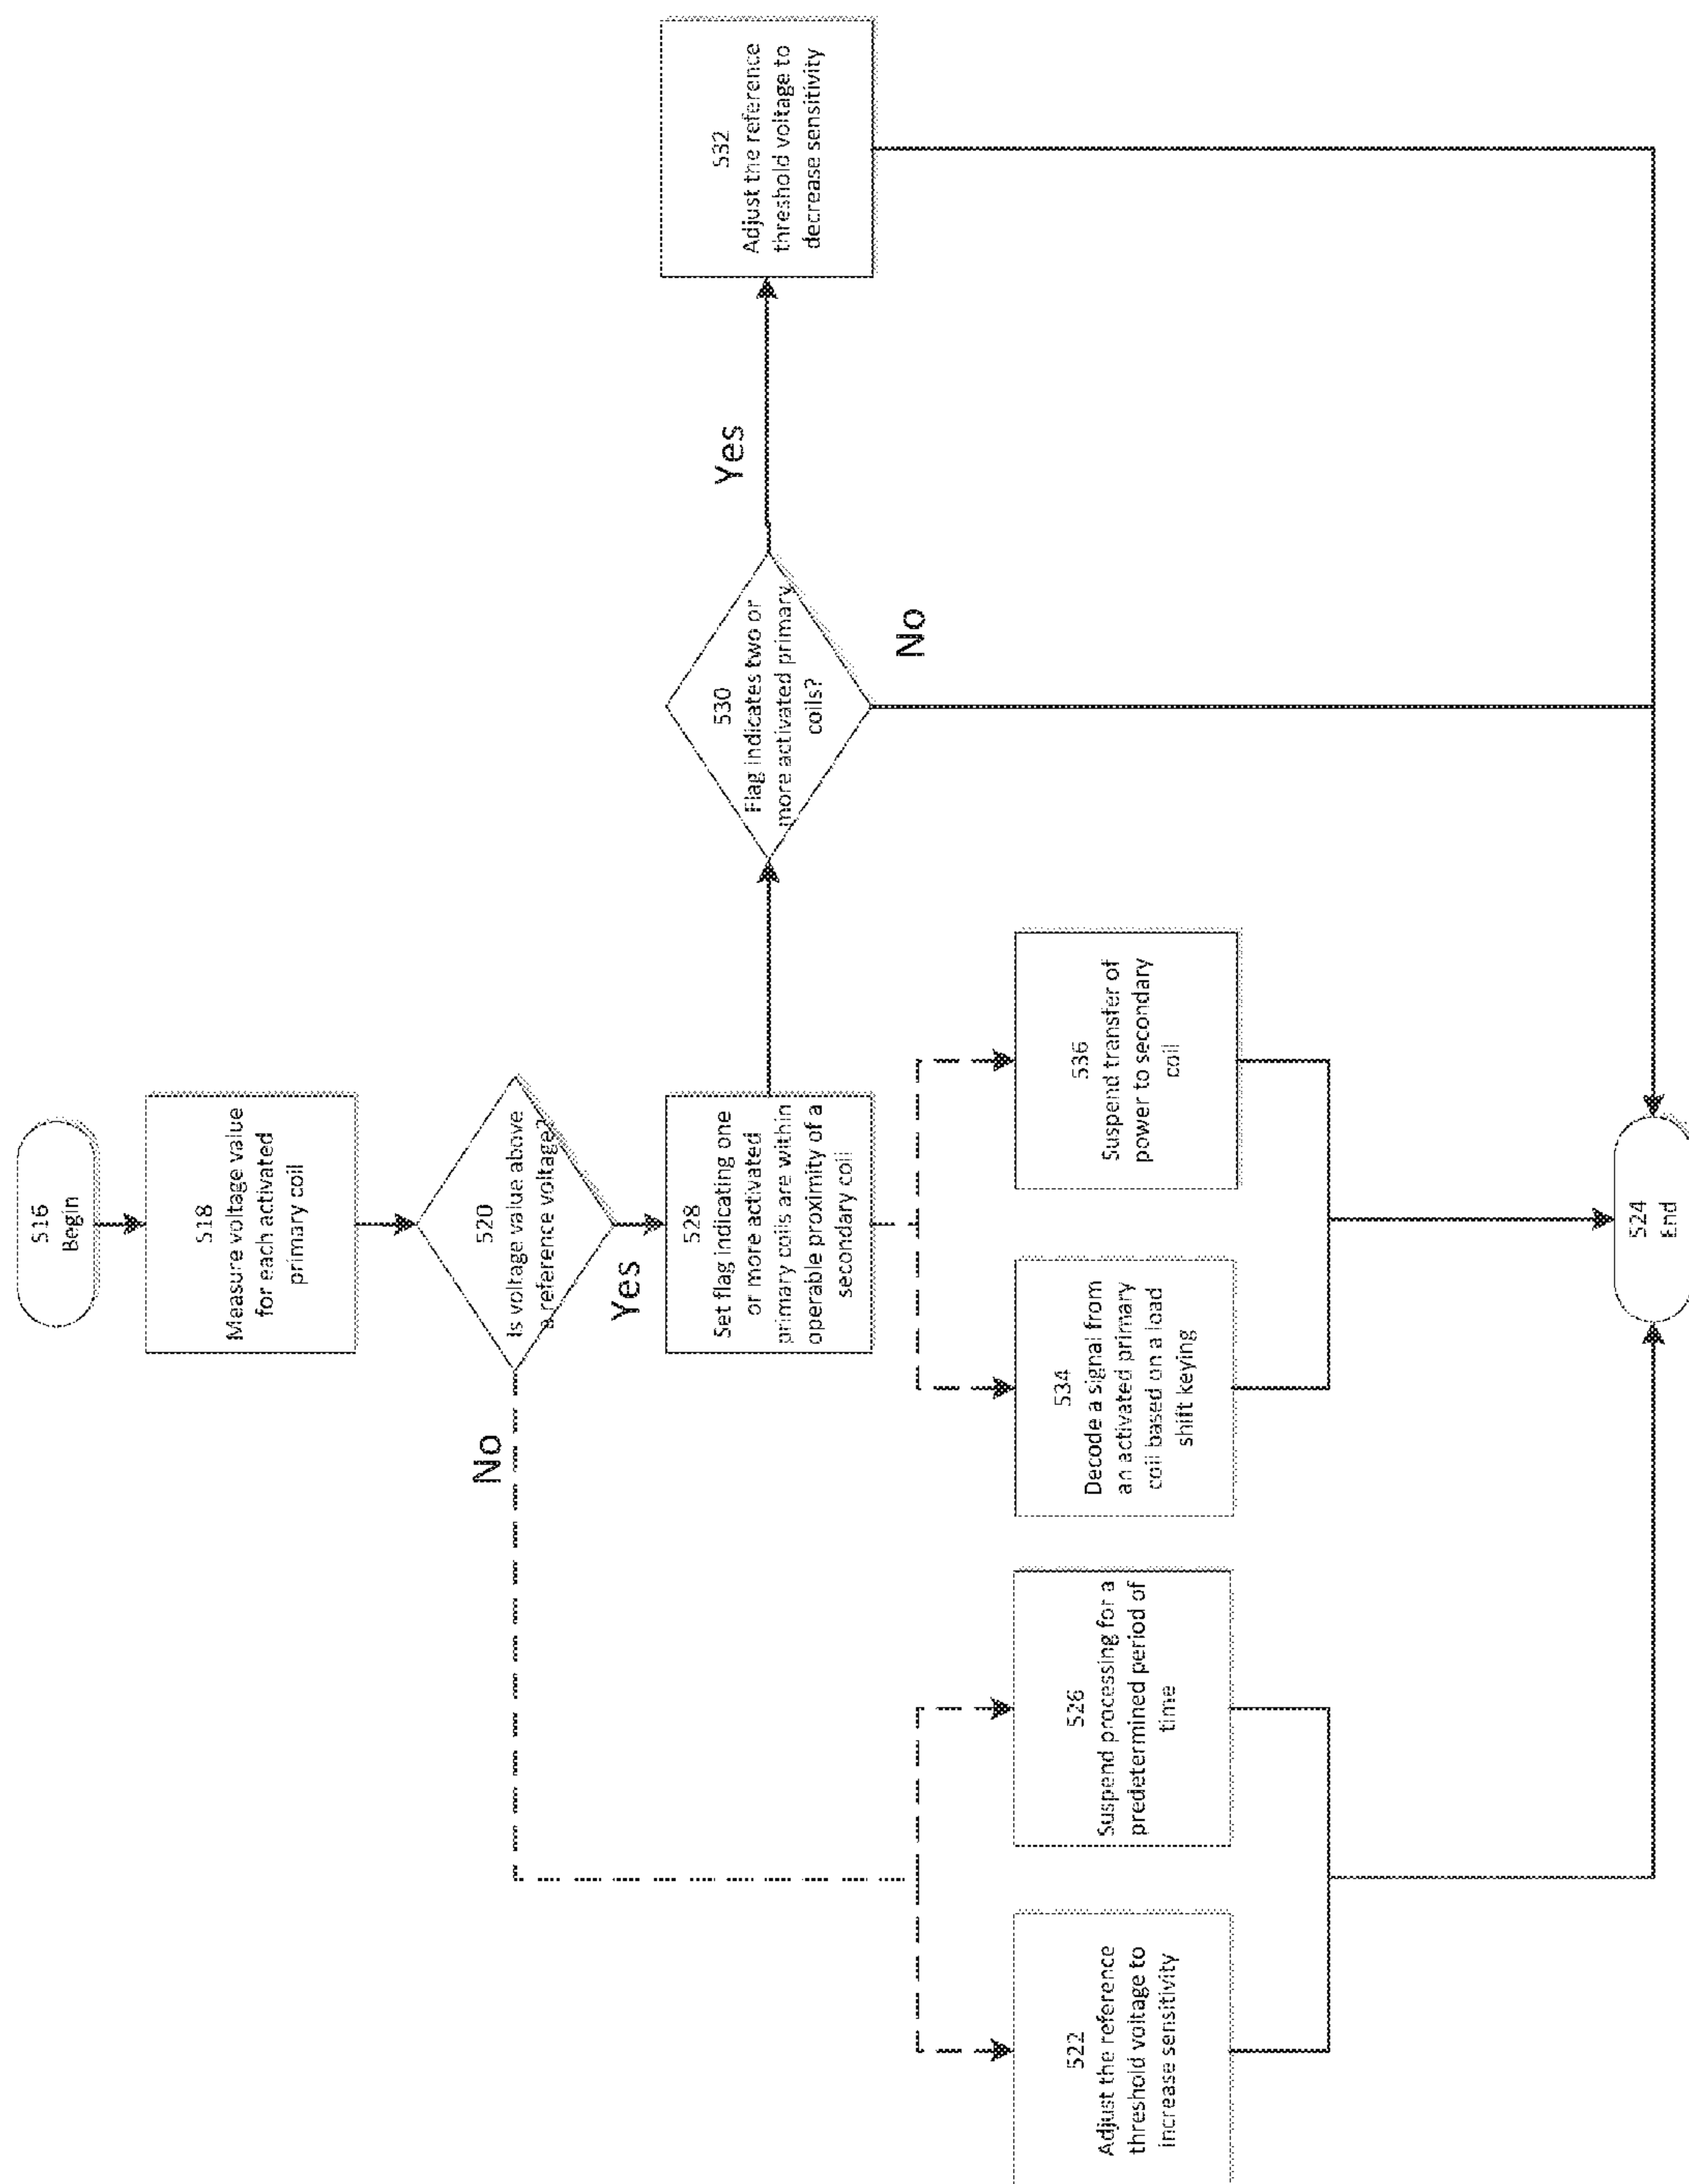 516
Begin
518
Measure voltage value
for each activated
primary coil
520
Is voltage value above
a reference voltage?
No
Yes
528
Set flag indicating one
or more activated
primary coils are within
operable proximity of a
secondary coil
530
Flag indicates two or
more activated primary
coils?
Yes
No
532
Adjust the reference
threshold voltage to
decrease sensitivity
522
Adjust the reference
threshold voltage to
increase sensitivity
526
Suspend processing for a
predetermined period of
time
534
Decode a signal from
an activated primary
coil based on a load
shift keying
536
Suspend transfer of
power to secondary
coil
524
End